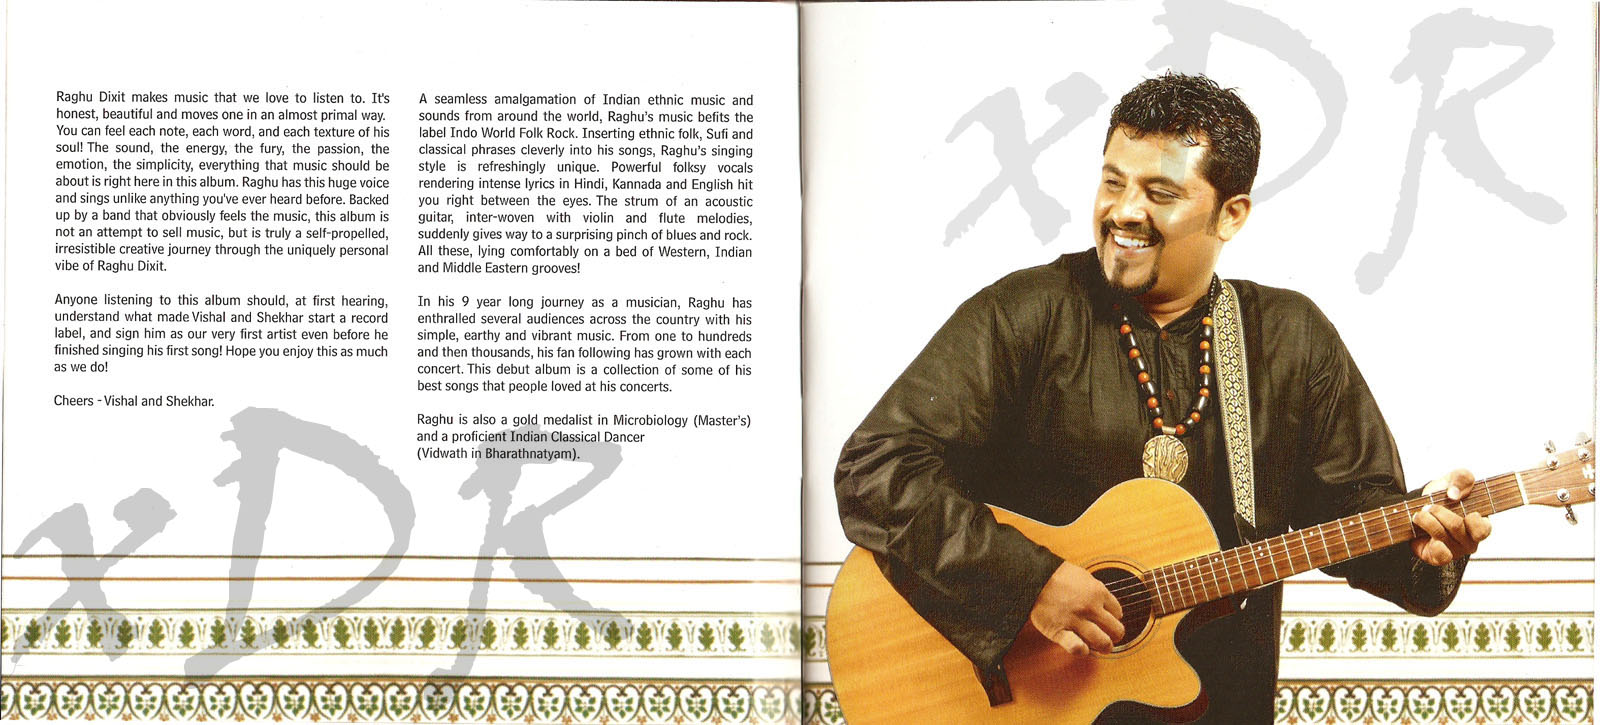 Raghu Dixit makes music that we love to listen to. It's
honest, beautiful and moves one in an almost primal way.
You can feel each note, each word, and each texture of his
soul! The sound, the energy, the fury, the passion, the
emotion, the simplicity, everything that music should be
about is right here in this album. Raghu has this huge voice
and sings unlike anything you've ever heard before. Backed
up by a band that obviously feels the music, this album is
not an attempt to sell music, but is truly a self-propelled,
irresistible creative journey through the uniquely personal
vibe of Raghu Dixit.
Anyone listening to this album should, at first hearing,
understand what made Vishal and Shekhar start a record
label, and sign him as our very first artist even before he
finished singing his first song! Hope you enjoy this as much
as we do!
Cheers - Vishal and Shekhar.
A seamless amalgamation of Indian ethnic music and
sounds from around the world, Raghu's music befits the
label Indo World Folk Rock. Inserting ethnic folk, Sufi and
classical phrases cleverly into his songs, Raghu's singing
style is refreshingly unique. Powerful folksy vocals
rendering intense lyrics in Hindi, Kannada and English hit
you right between the eyes. The strum of an acoustic
guitar, inter-woven with violin and flute melodies,
suddenly gives way to a surprising pinch of blues and rock.
All these, lying comfortably on a bed of Western, Indian
and Middle Eastern grooves!
In his 9 year long journey as a musician, Raghu has
enthralled several audiences across the country with his
simple, earthy and vibrant music. From one to hundreds
and then thousands, his fan following has grown with each
concert. This debut album is a collection of some of his
best songs that people loved at his concerts.
Raghu is also a gold medalist in Microbiology (Master's)
and a proficient Indian Classical Dancer
(Vidwath in Bharathnatyam).
xDR
xDR